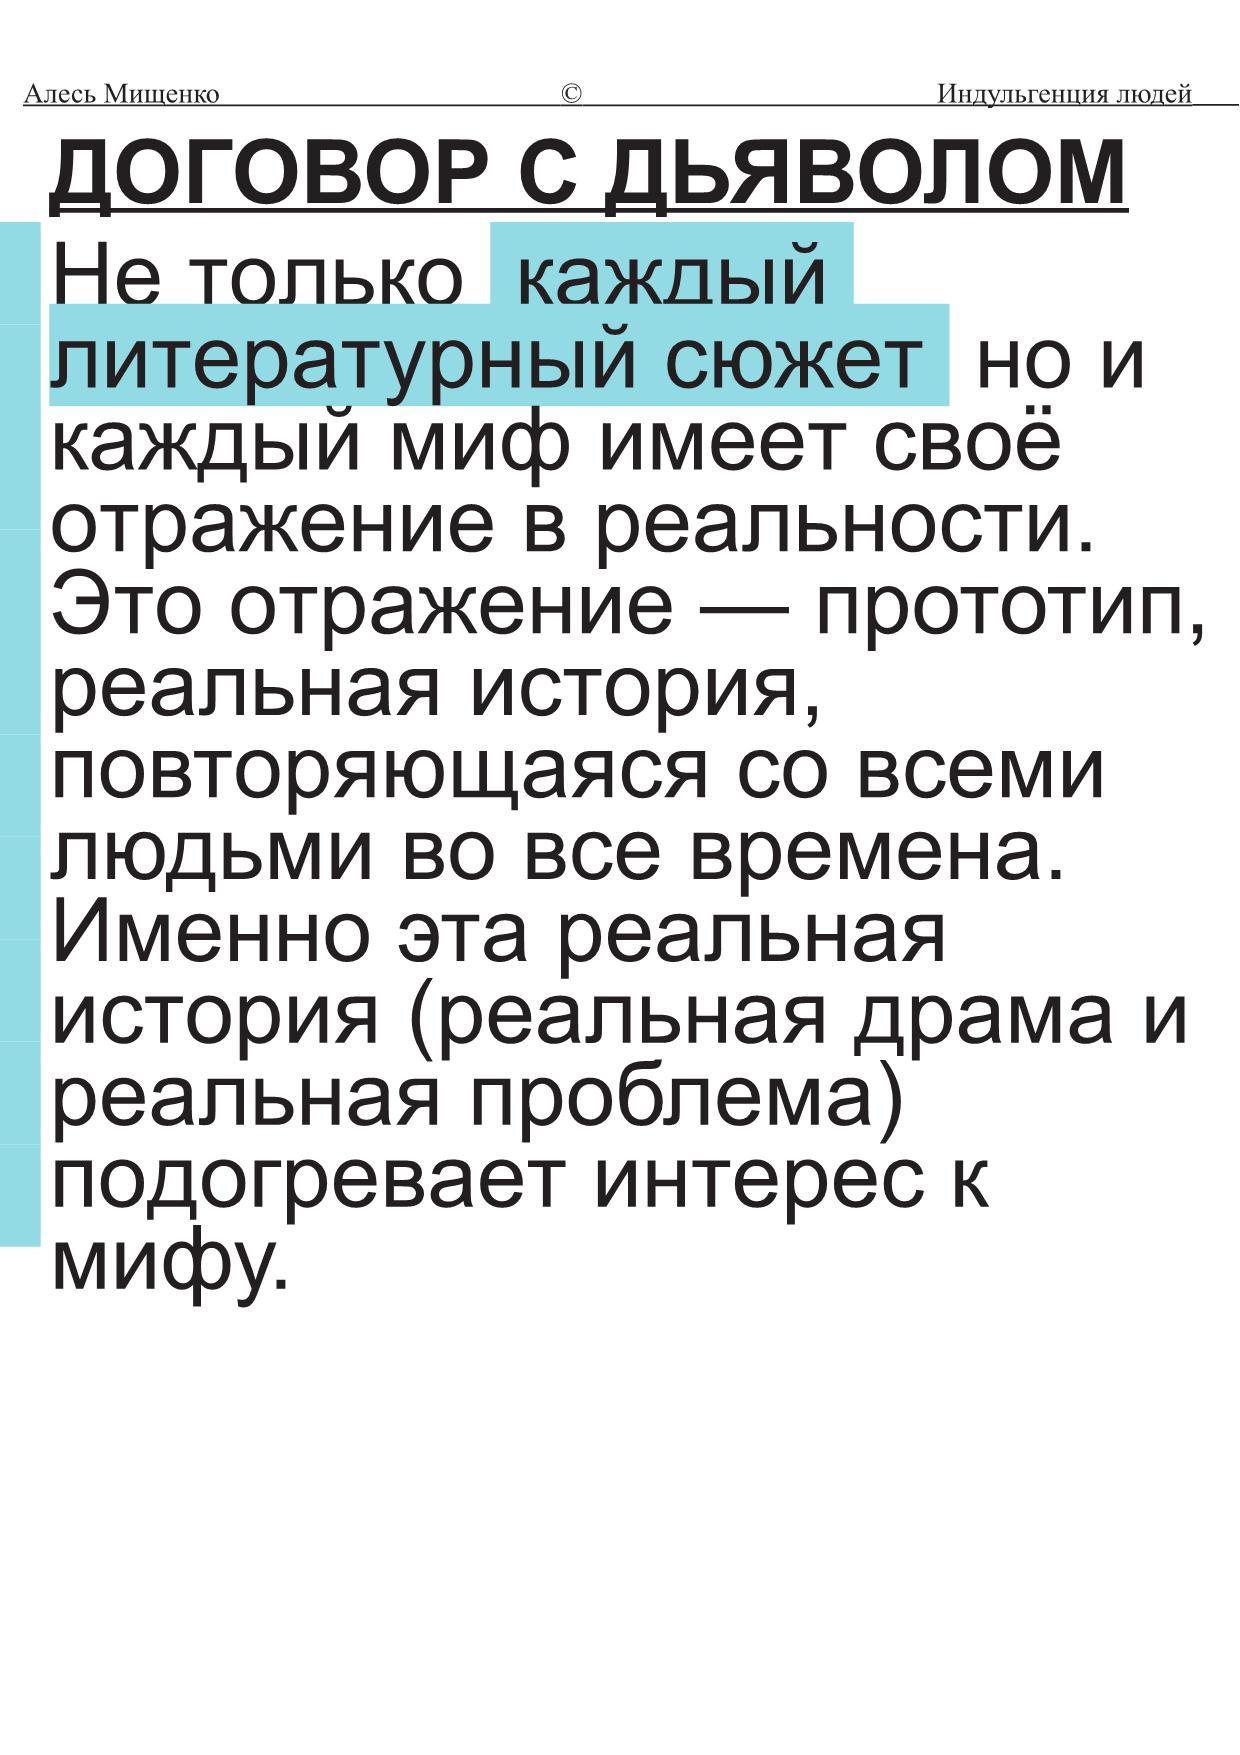 Алесь Мищенко © Индульгенция людей
ДОГОВОР С ДЬЯВОЛОМ
Не только каждый
литературный сюжет но и
каждый миф имеет своё
отражение в реальности.
Это отражение — прототип,
реальная история,
повторяющаяся со всеми
людьми во все времена.
Именно эта реальная
история (реальная драма и
реальная проблема)
подогревает интерес к
мифу.